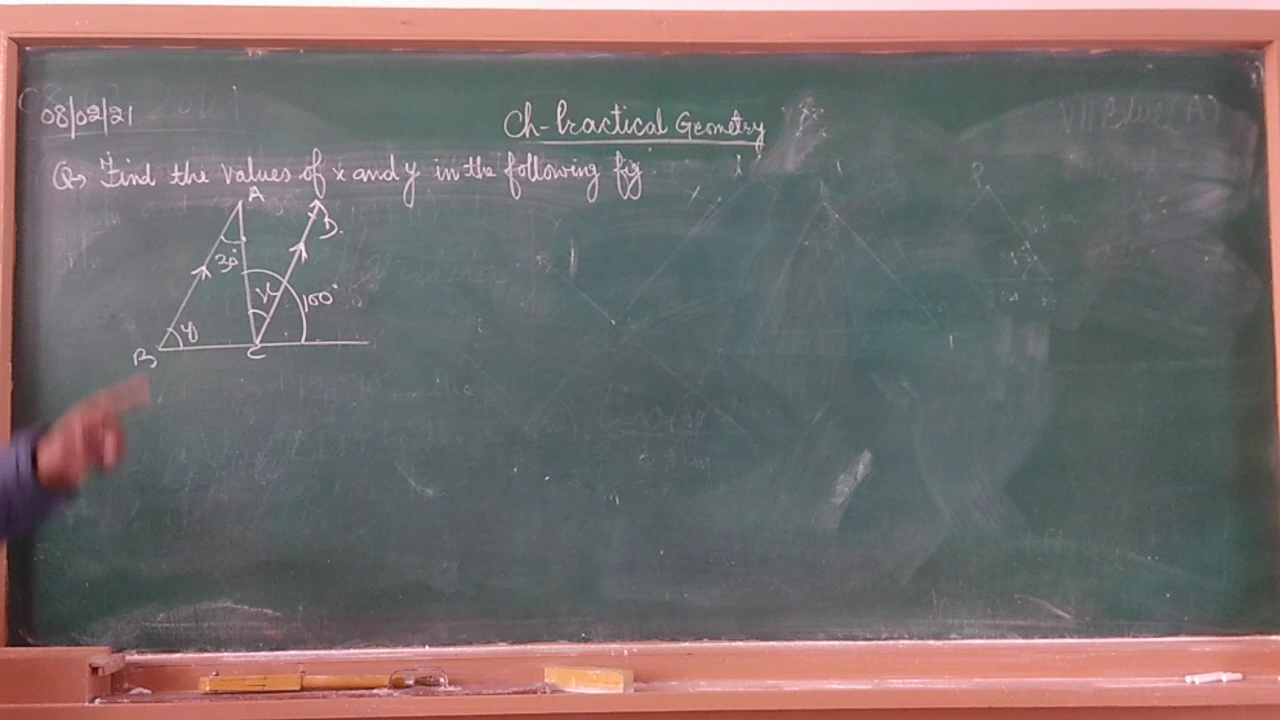 08/02/21
Ch- Practical Geometry
Q→ Find the values of x and y in the following fig
A
D.
30°
x
100°
y
B
C